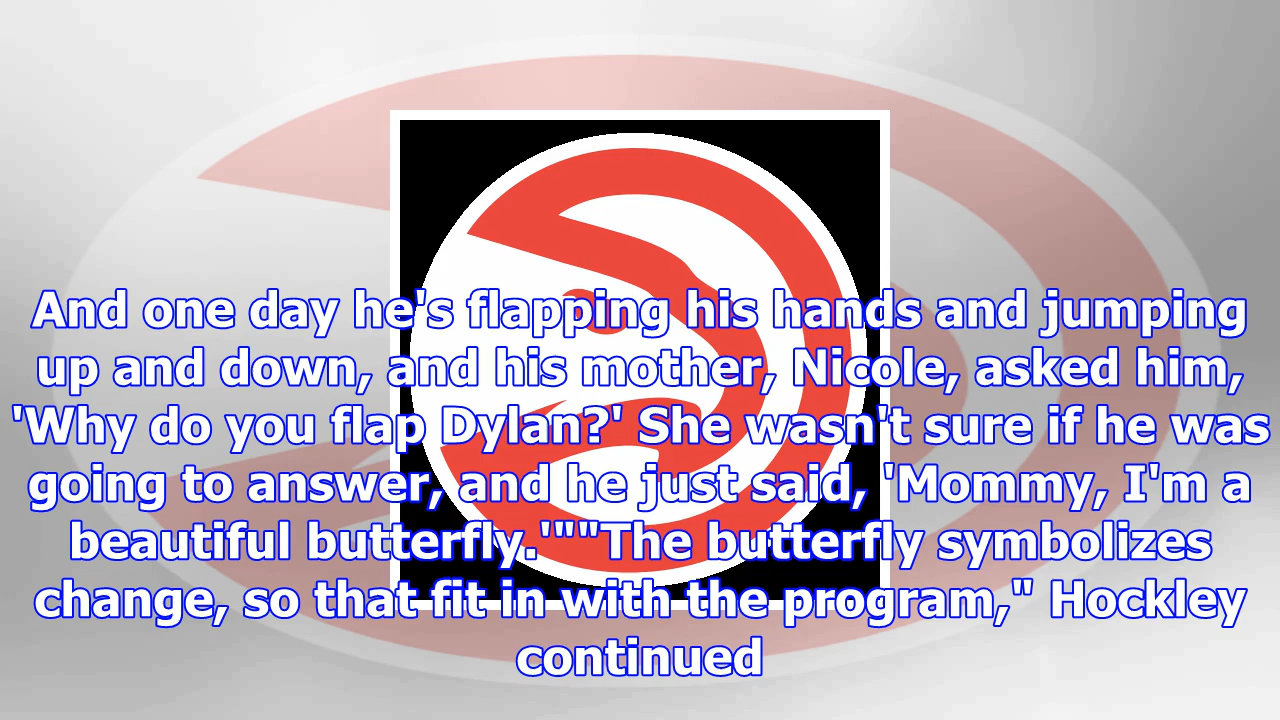 And one day he's flapping his hands and jumping
up and down, and his mother, Nicole, asked him,
'Why do you flap Dylan?' She wasn't sure if he was
going to answer, and he just said, 'Mommy, I'm a
beautiful butterfly.'""The butterfly symbolizes
change, so that fit in with the program," Hockley
continued